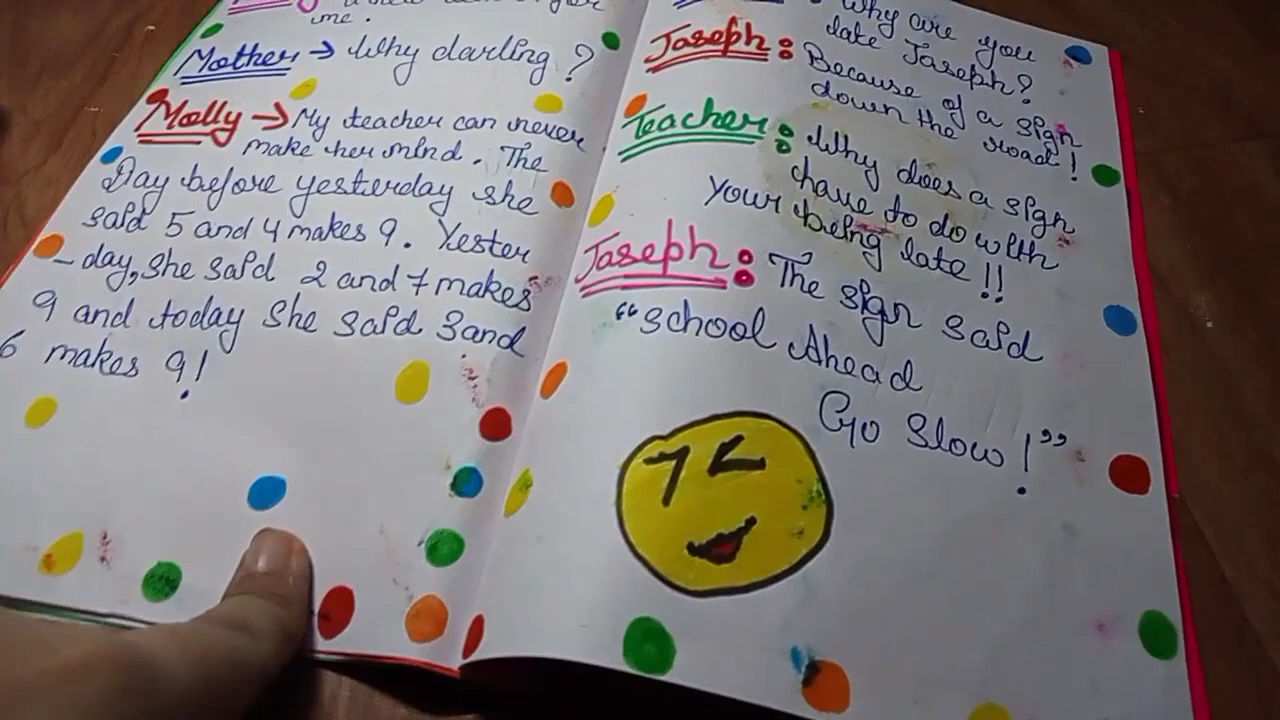 me.
Mother → Why darling?
Molly → My teacher can never
make her mind. The
Day before yesterday she
said 5 and 4 makes 9. Yester
- day, she said 2 and 7 makes
9 and today she said 3 and
6 makes 9!
: Why are you
late Joseph?
Joseph: Because of a sign
down the road!
Teacher: Why does a sign
have to do with
your being late!!
Joseph: The sign said
"School Ahead
Go Slow!"